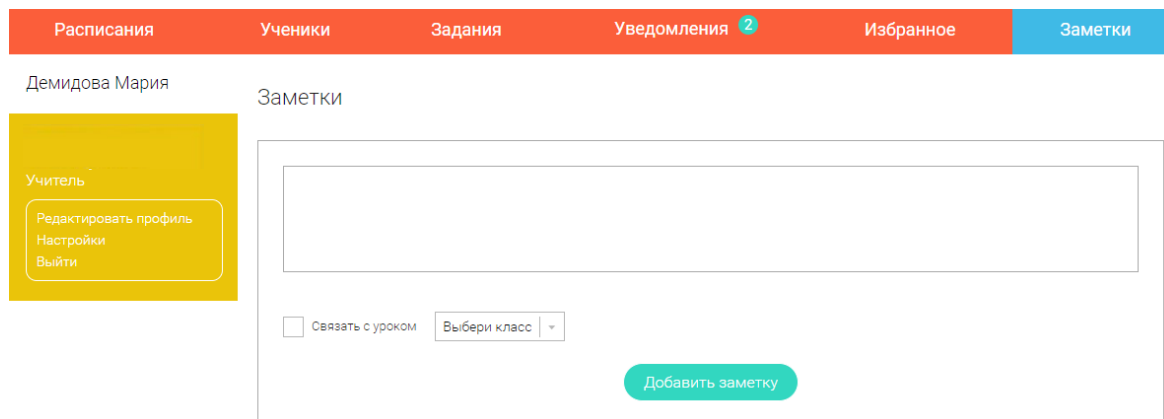 Расписания Ученики Задания Уведомления 2 Избранное Заметки
Демидова Мария
Заметки
Учитель
Редактировать профиль
Настройки
Выйти
Связать с уроком Выбери класс
Добавить заметку